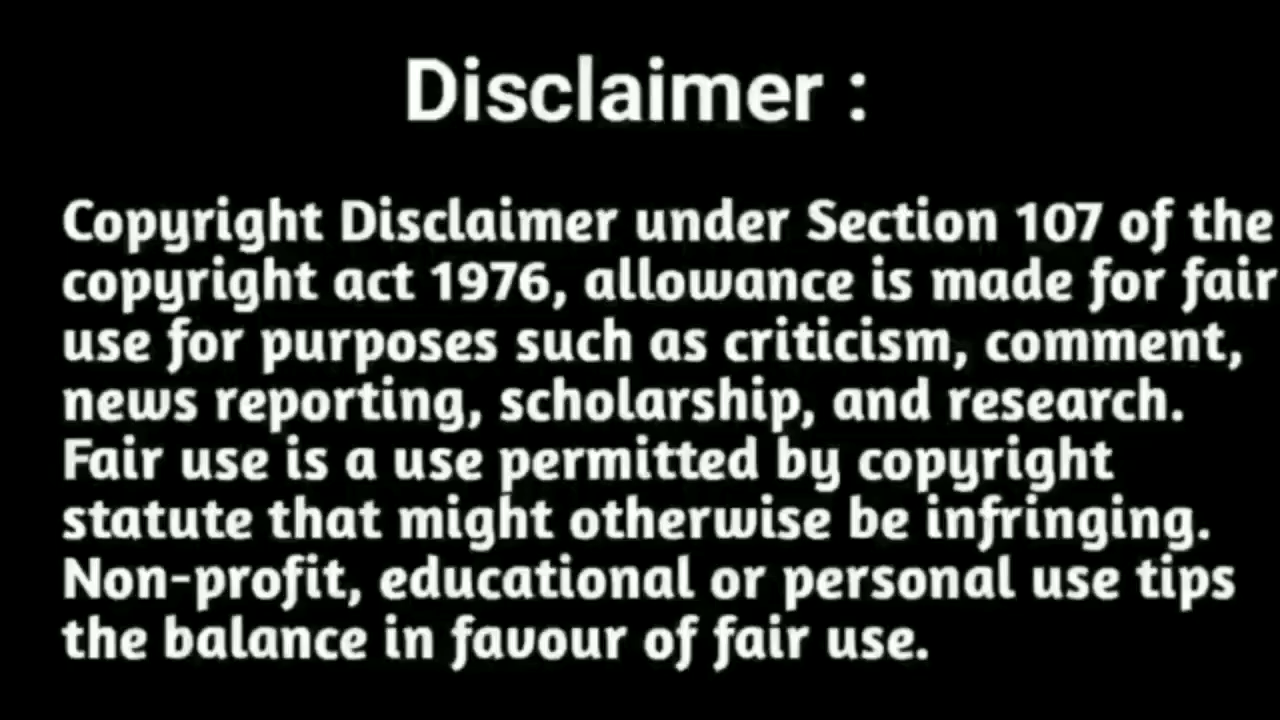 Disclaimer :
Copyright Disclaimer under Section 107 of the
copyright act 1976, allowance is made for fair
use for purposes such as criticism, comment,
news reporting, scholarship, and research.
Fair use is a use permitted by copyright
statute that might otherwise be infringing.
Non-profit, educational or personal use tips
the balance in favour of fair use.